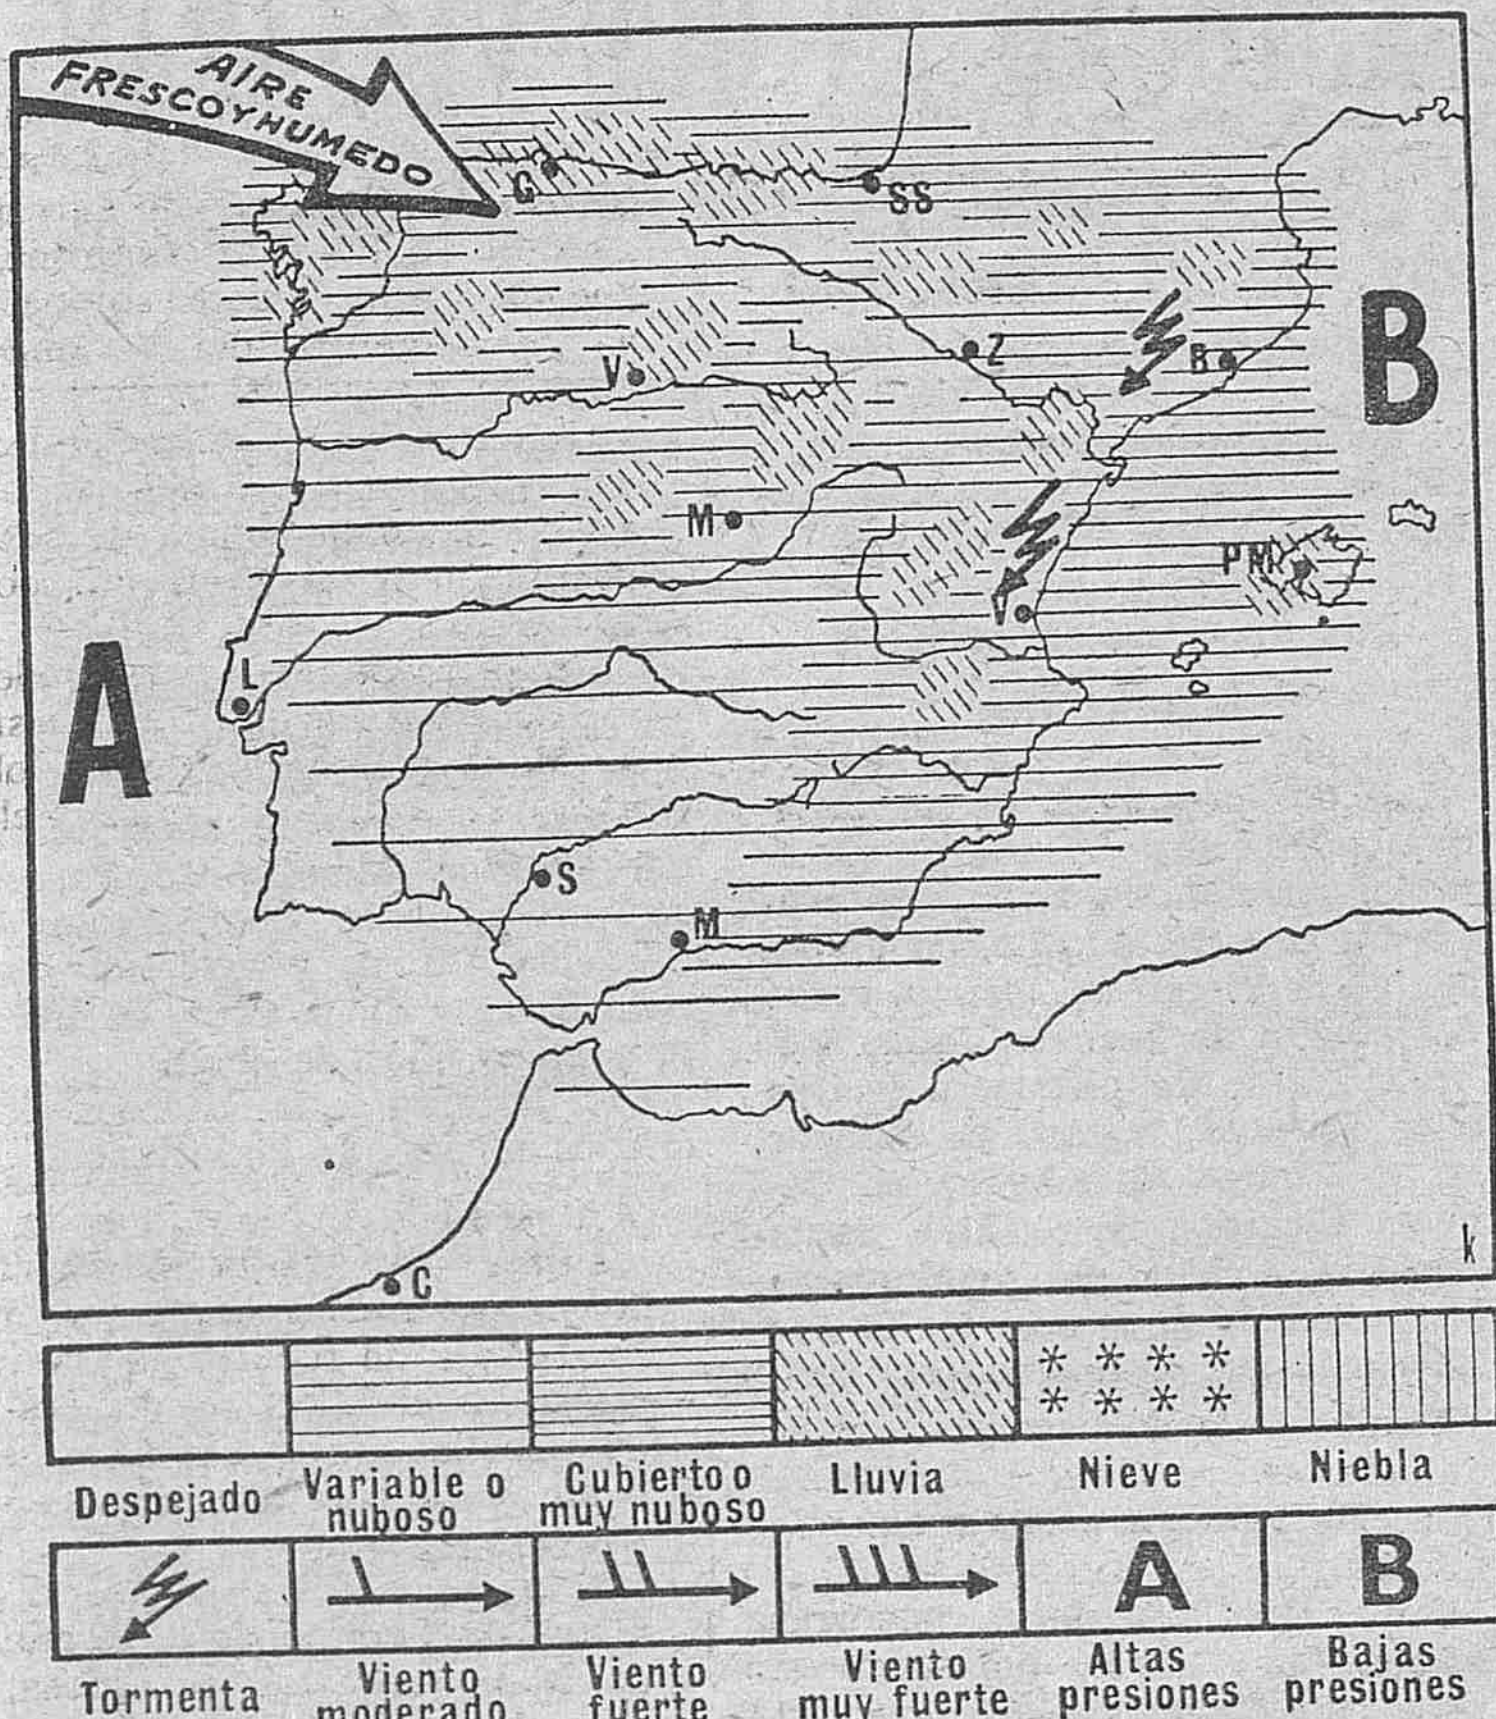 AIRE
FRESCO Y HUMEDO
G
SS
B
V
Z
B
M
PM
V
A
L
S
M
k
C
Despejado
Variable o
nuboso
Cubierto o
muy nuboso
Lluvia
Nieve
Niebla
A
B
Tormenta
Viento
moderado
Viento
fuerte
Viento
muy fuerte
Altas
presiones
Bajas
presiones